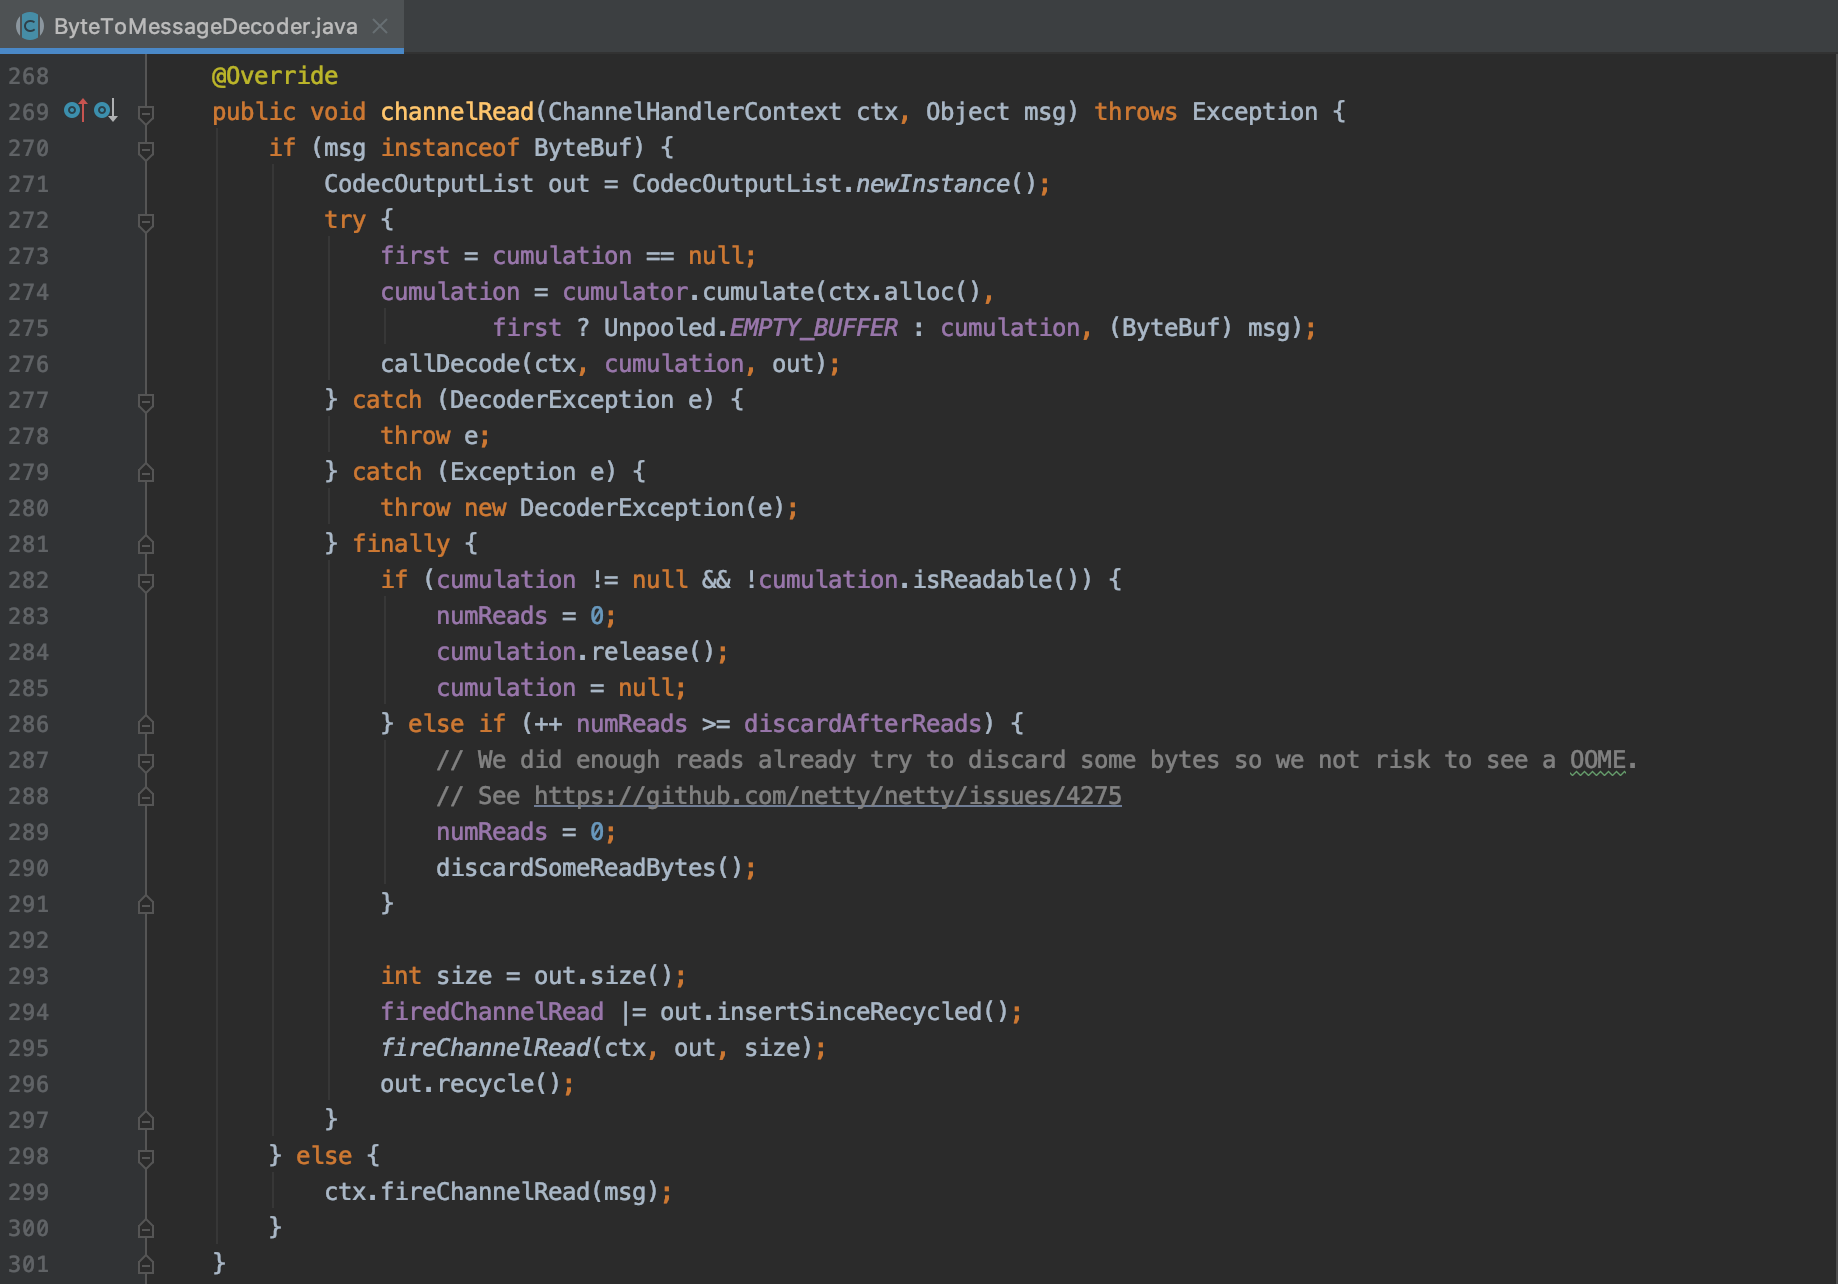 ByteToMessageDecoder.java
268 @Override
269 public void channelRead(ChannelHandlerContext ctx, Object msg) throws Exception {
270 if (msg instanceof ByteBuf) {
271 CodecOutputList out = CodecOutputList.newInstance();
272 try {
273 first = cumulation == null;
274 cumulation = cumulator.cumulate(ctx.alloc(),
275 first ? Unpooled.EMPTY_BUFFER : cumulation, (ByteBuf) msg);
276 callDecode(ctx, cumulation, out);
277 } catch (DecoderException e) {
278 throw e;
279 } catch (Exception e) {
280 throw new DecoderException(e);
281 } finally {
282 if (cumulation != null && !cumulation.isReadable()) {
283 numReads = 0;
284 cumulation.release();
285 cumulation = null;
286 } else if (++ numReads >= discardAfterReads) {
287 // We did enough reads already try to discard some bytes so we not risk to see a OOME.
288 // See https://github.com/netty/netty/issues/4275
289 numReads = 0;
290 discardSomeReadBytes();
291 }
292
293 int size = out.size();
294 firedChannelRead |= out.insertSinceRecycled();
295 fireChannelRead(ctx, out, size);
296 out.recycle();
297 }
298 } else {
299 ctx.fireChannelRead(msg);
300 }
301 }